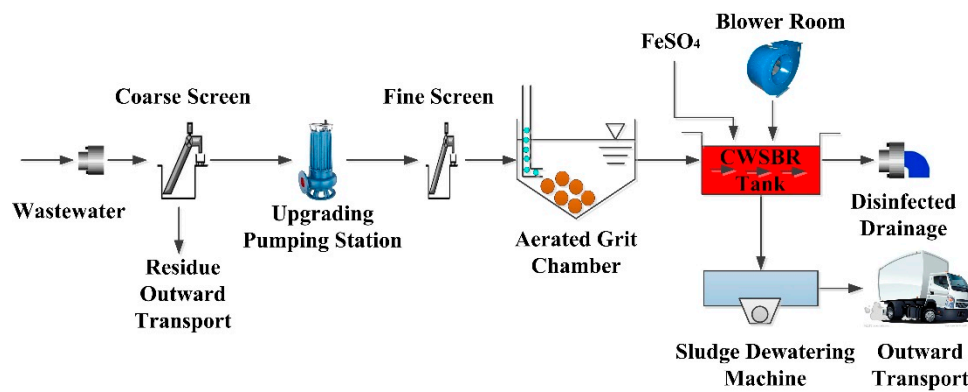 Blower Room
FeSO₄
Coarse Screen
Fine Screen
CWSBR
Tank
Wastewater
Upgrading
Pumping Station
Aerated Grit
Chamber
Disinfected
Drainage
Residue
Outward
Transport
Sludge Dewatering
Machine
Outward
Transport